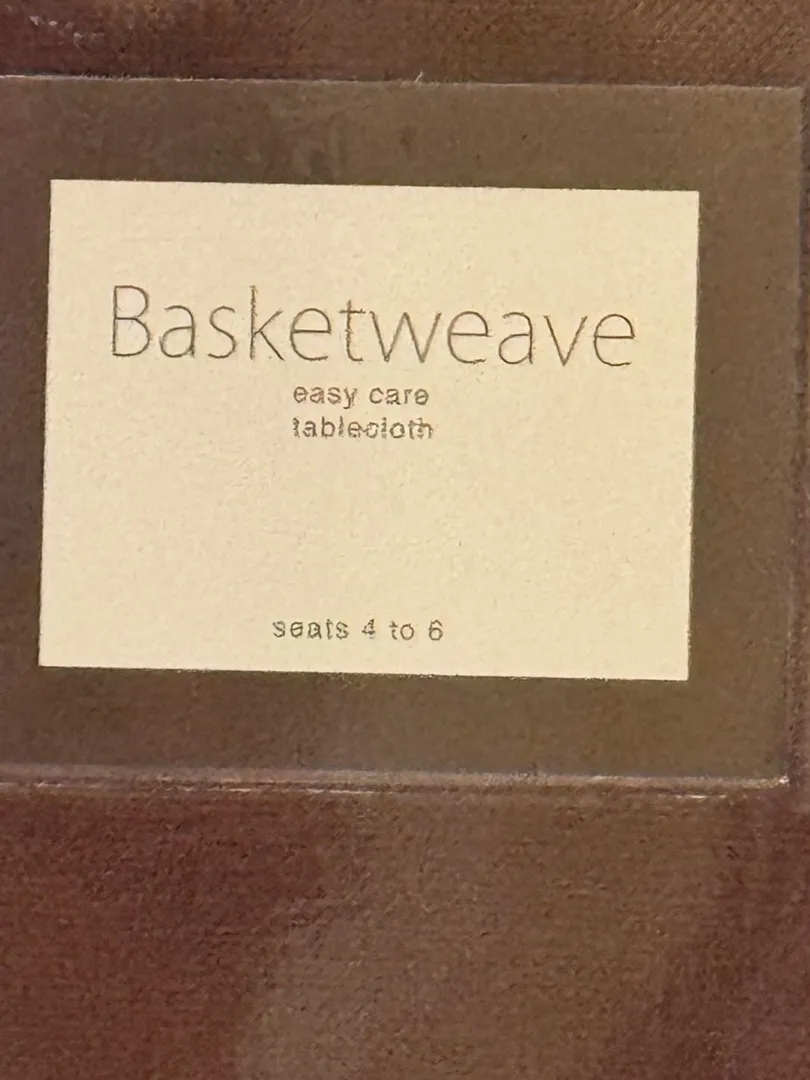 Basketweave
easy care
tablecloth
seats 4 to 6